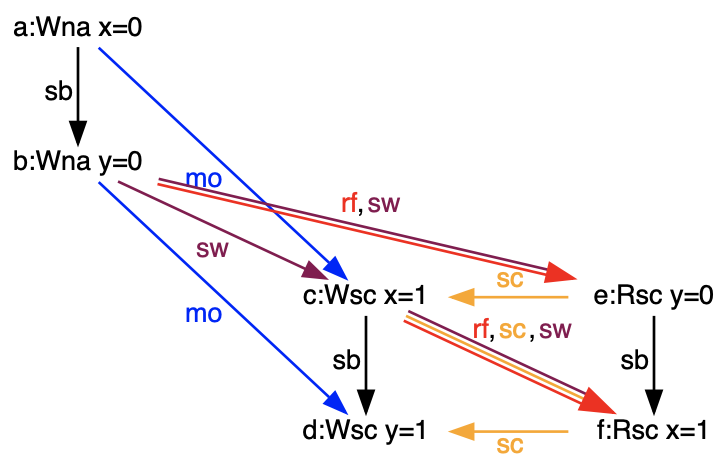 a:Wna x=0
sb
b:Wna y=0
mo
rf,sw
sw
mo
sc
c:Wsc x=1
e:Rsc y=0
rf,sc,sw
sb
sb
d:Wsc y=1
f:Rsc x=1
sc